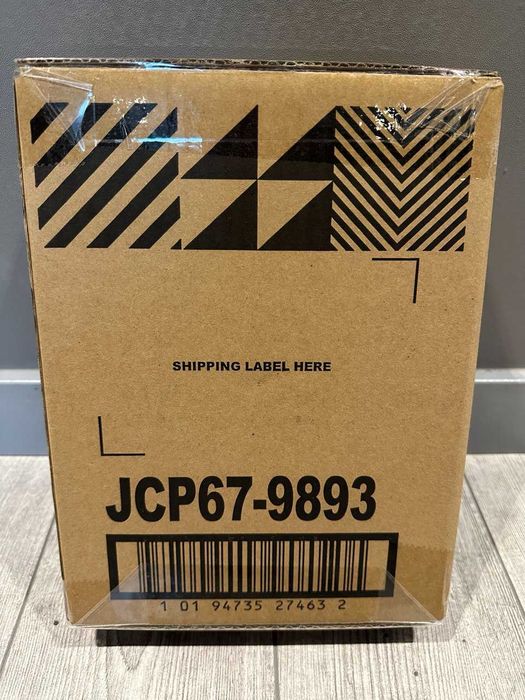 SHIPPING LABEL HERE
JCP67-9893
1 01 94735 27463 2